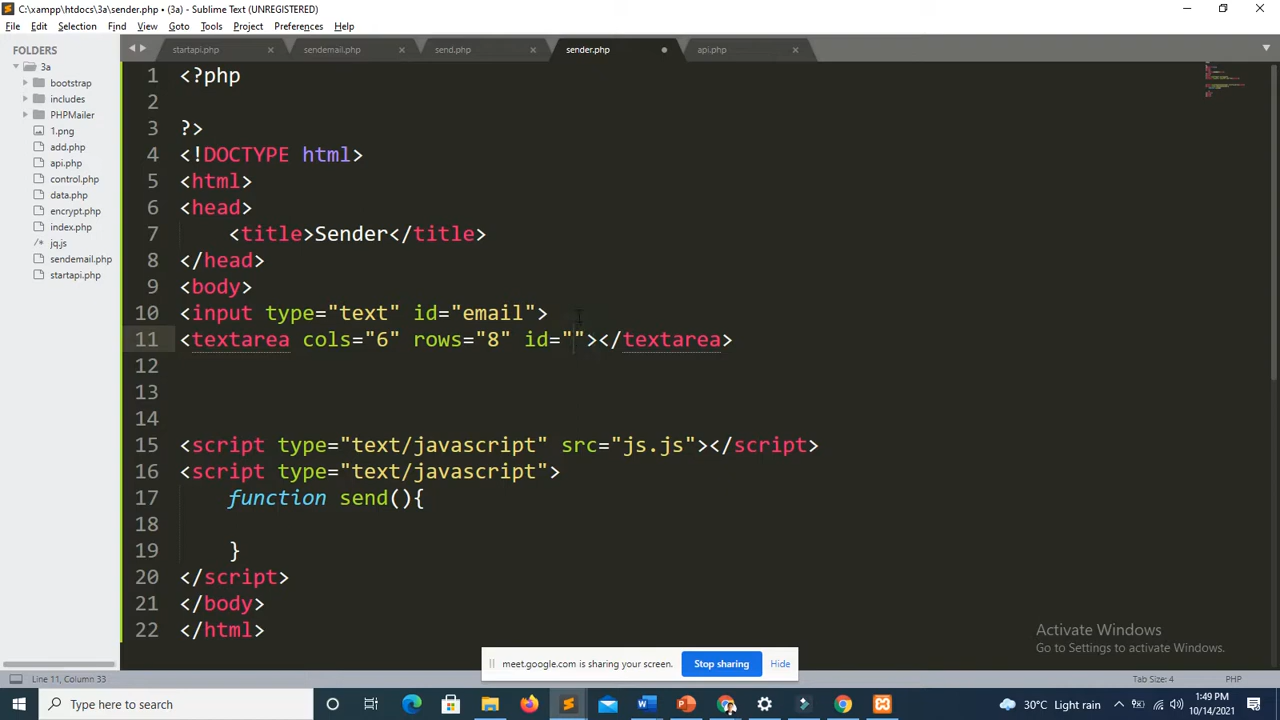 C:\xampp\htdocs\3a\sender.php • (3a) - Sublime Text (UNREGISTERED)
File Edit Selection Find View Goto Tools Project Preferences Help
FOLDERS
3a
bootstrap
includes
PHPMailer
1.png
add.php
api.php
control.php
data.php
encrypt.php
index.php
jq.js
sendemail.php
startapi.php
startapi.php × sendemail.php × send.php × sender.php • api.php ×
1 <?php
2
3 ?>
4 <!DOCTYPE html>
5 <html>
6 <head>
7 <title>Sender</title>
8 </head>
9 <body>
10 <input type="text" id="email">
11 <textarea cols="6" rows="8" id=""></textarea>
12
13
14
15 <script type="text/javascript" src="js.js"></script>
16 <script type="text/javascript">
17 function send(){
18
19 }
20 </script>
21 </body>
22 </html>
Activate Windows
Go to Settings to activate Windows.
meet.google.com is sharing your screen. Stop sharing Hide
Line 11, Column 33 Tab Size: 4 PHP
Type here to search
30°C Light rain
1:49 PM
10/14/2021